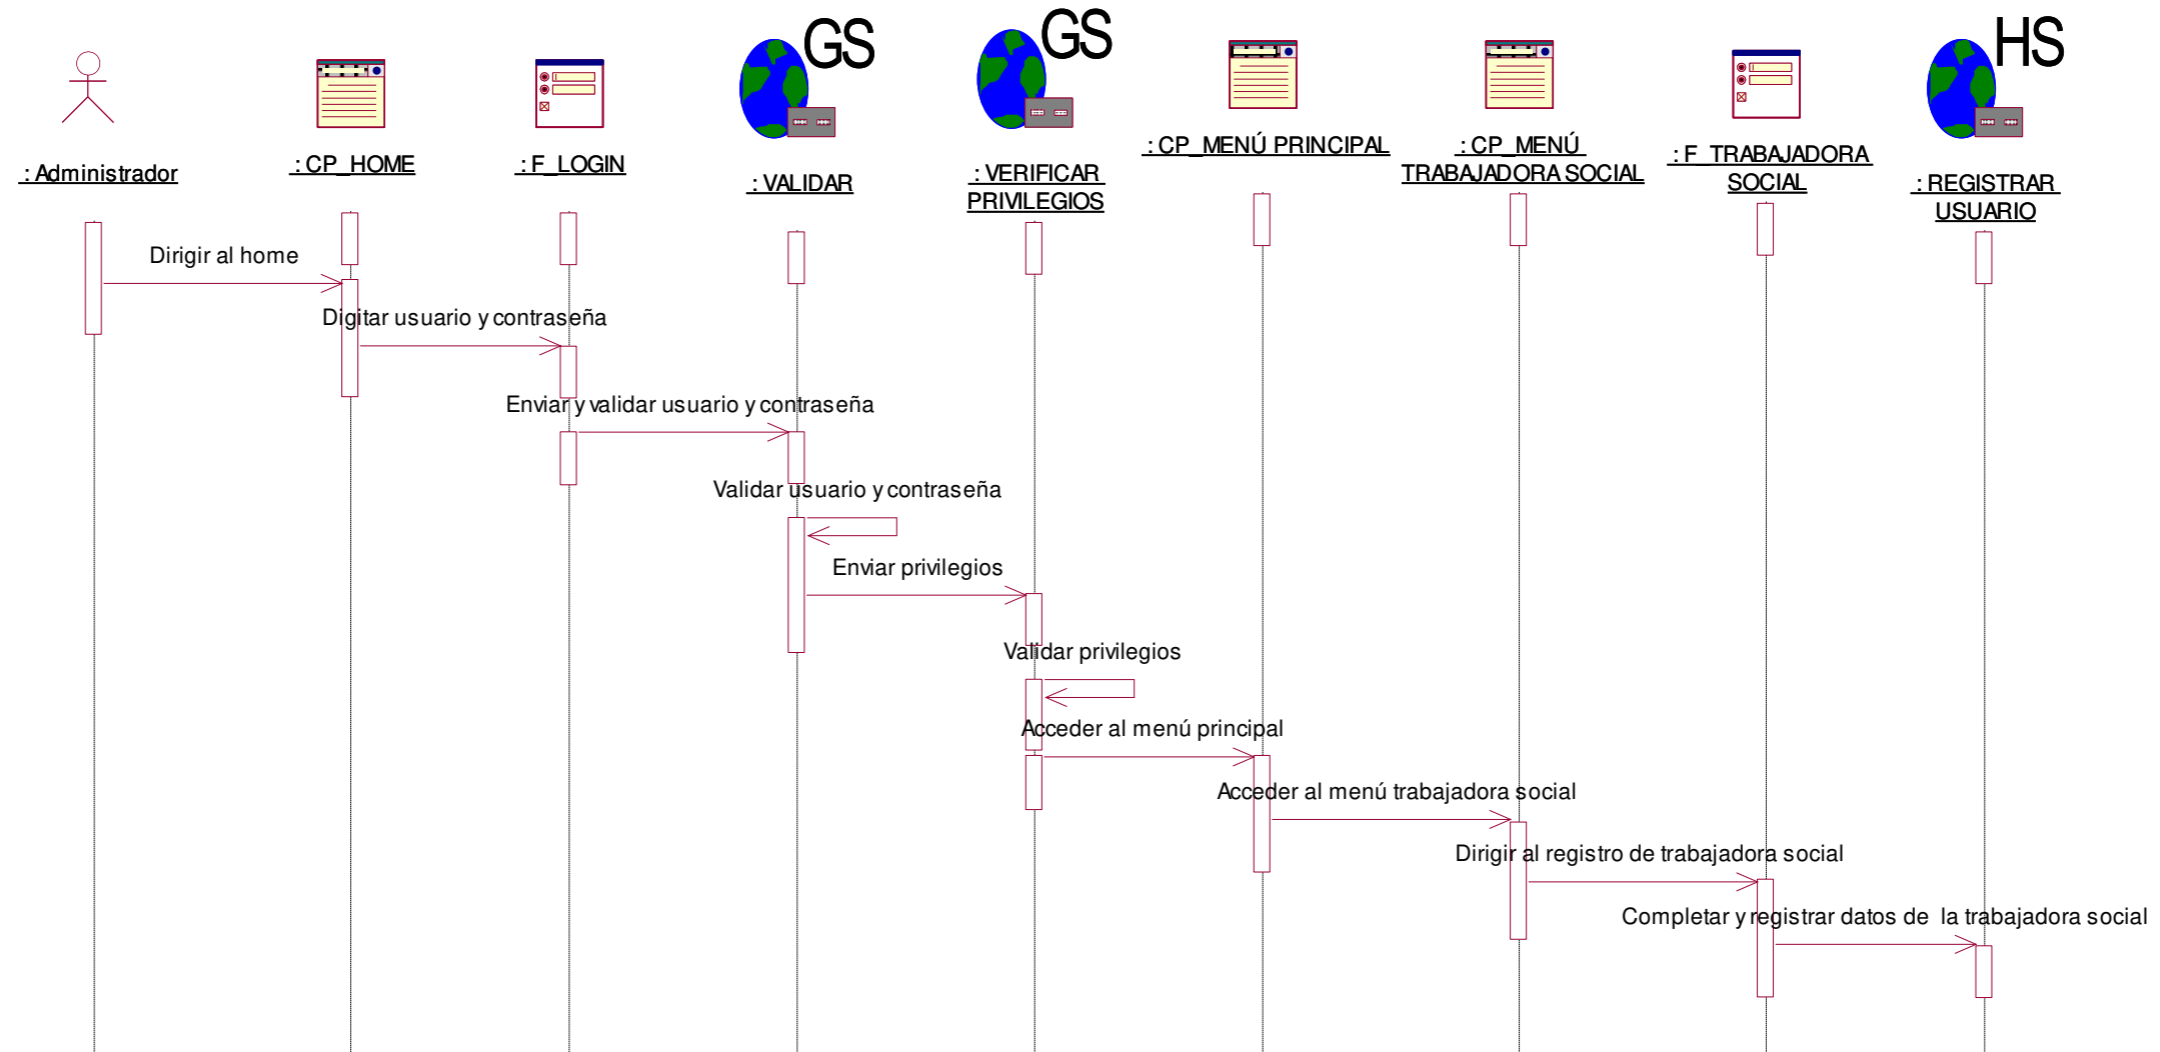 GS
GS
HS
: Administrador
: CP_HOME
: F_LOGIN
: VALIDAR
: VERIFICAR
PRIVILEGIOS
: CP_MENÚ PRINCIPAL
: CP_MENÚ
TRABAJADORA SOCIAL
: F_TRABAJADORA
SOCIAL
: REGISTRAR
USUARIO
Dirigir al home
Digitar usuario y contraseña
Enviar y validar usuario y contraseña
Validar usuario y contraseña
Enviar privilegios
Validar privilegios
Acceder al menú principal
Acceder al menú trabajadora social
Dirigir al registro de trabajadora social
Completar y registrar datos de la trabajadora social